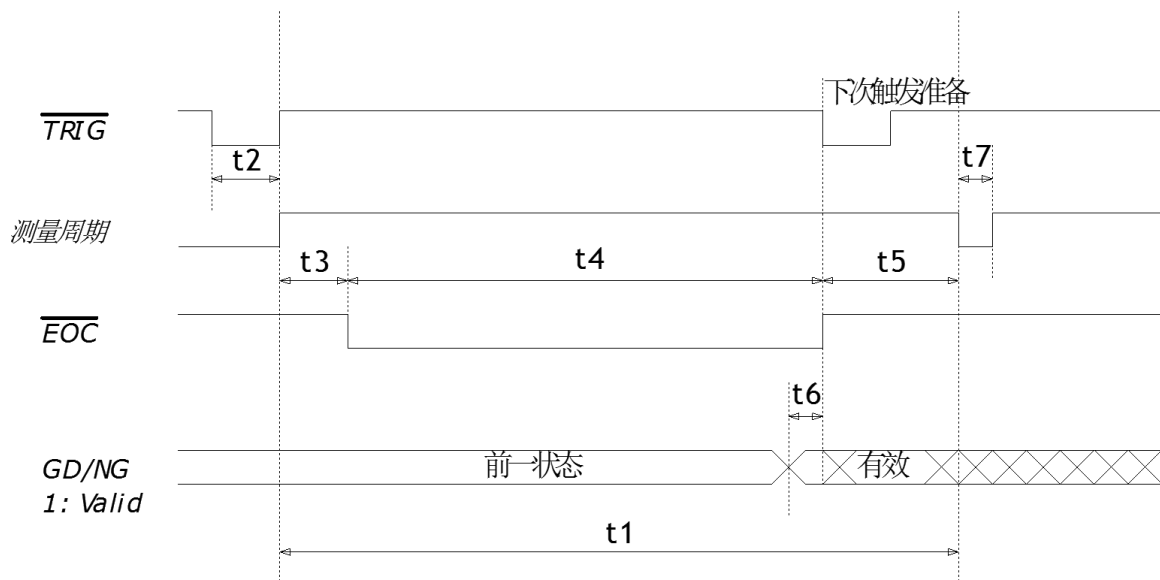 下次触发准备
TRIG
t2
t7
测量周期
t3
t4
t5
EOC
t6
GD/NG
前一状态
有效
1: Valid
t1